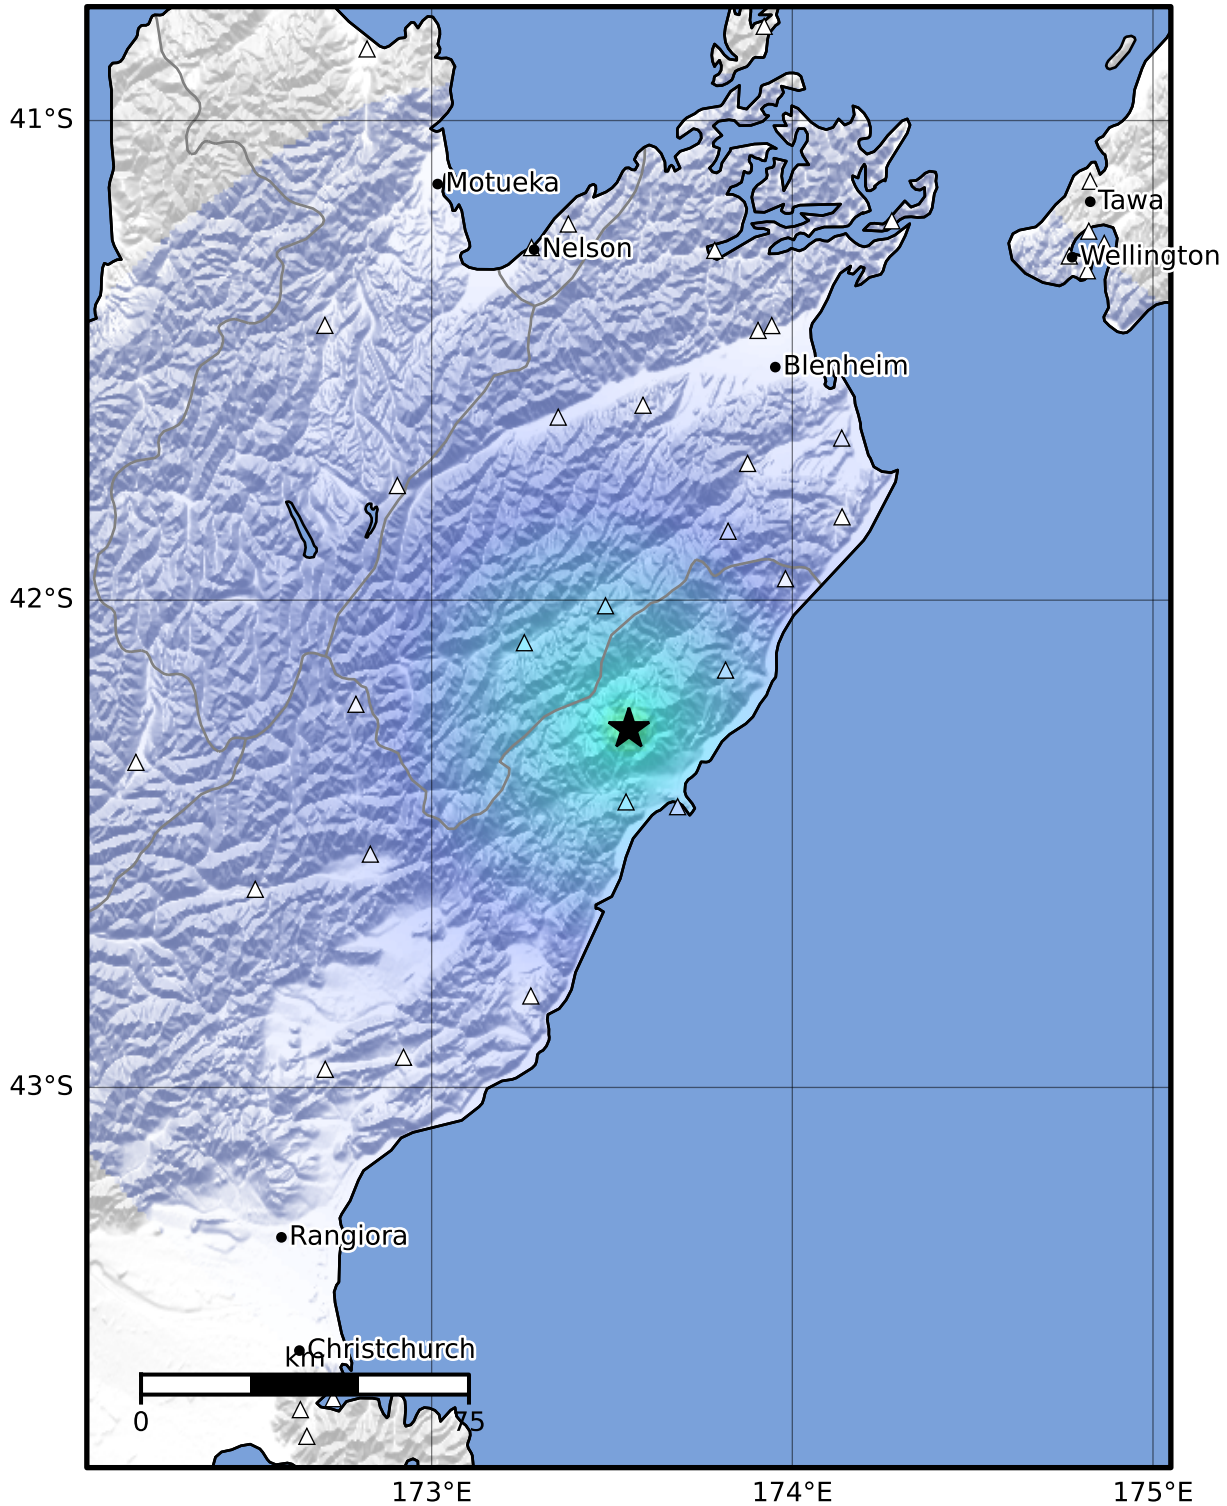 41°S
Motueka
Tawa
Nelson
Wellington
Blenheim
42°S
43°S
Rangiora
Christchurch
km
0
75
173°E
174°E
175°E